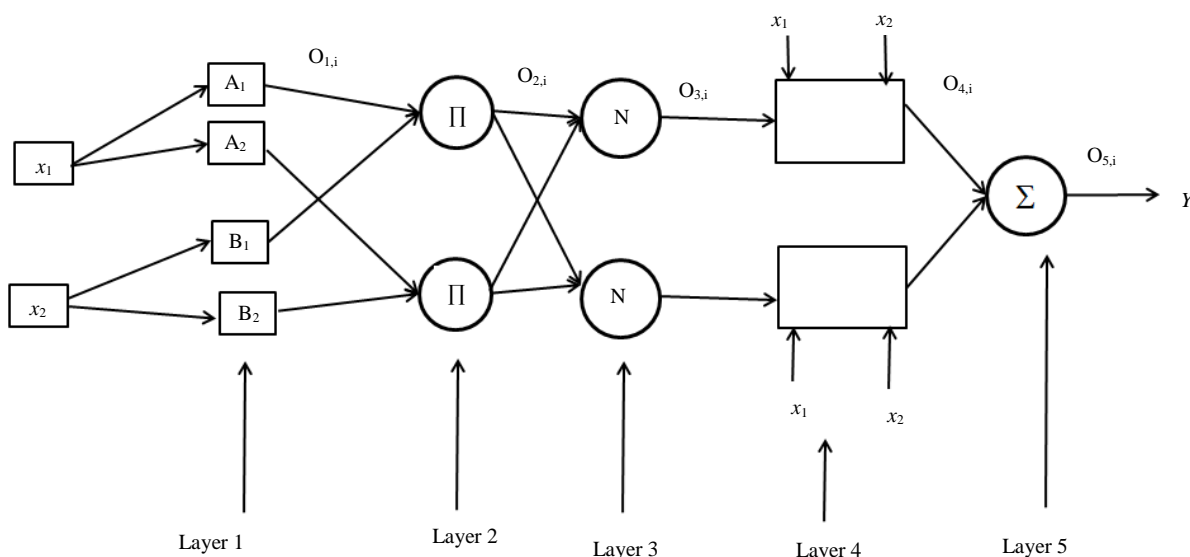 x₁ x₂
O₁,ᵢ O₂,ᵢ O₃,ᵢ O₄,ᵢ
A₁
∏ N
A₂
x₁
O₅,ᵢ
Σ Y
B₁
x₂ B₂
∏ N
x₁ x₂
Layer 1 Layer 2 Layer 3 Layer 4 Layer 5